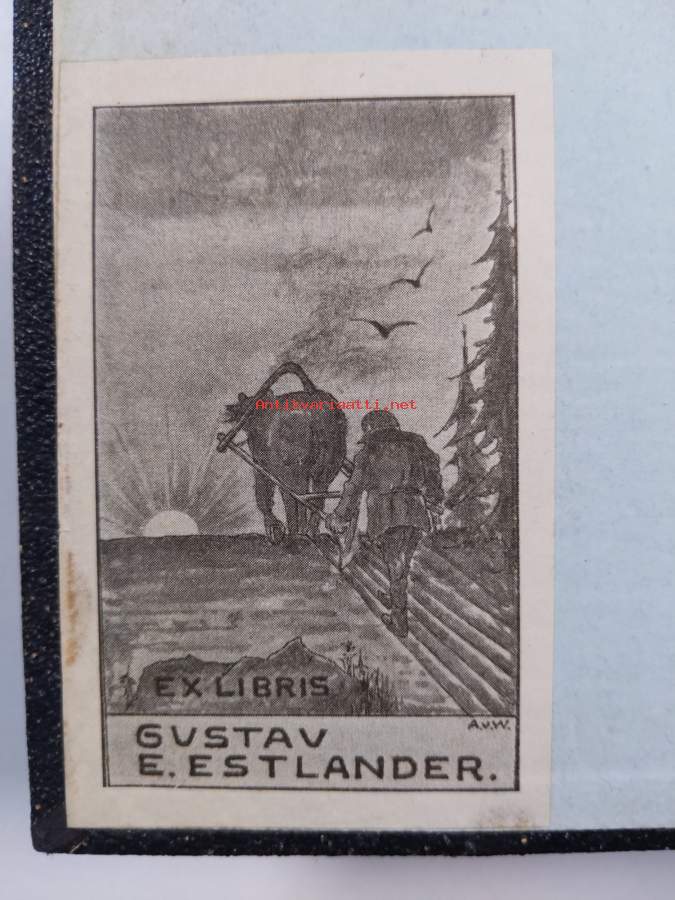 Antikvariaatti.net
EX LIBRIS
A.v.W.
GVSTAV
E. ESTLANDER.